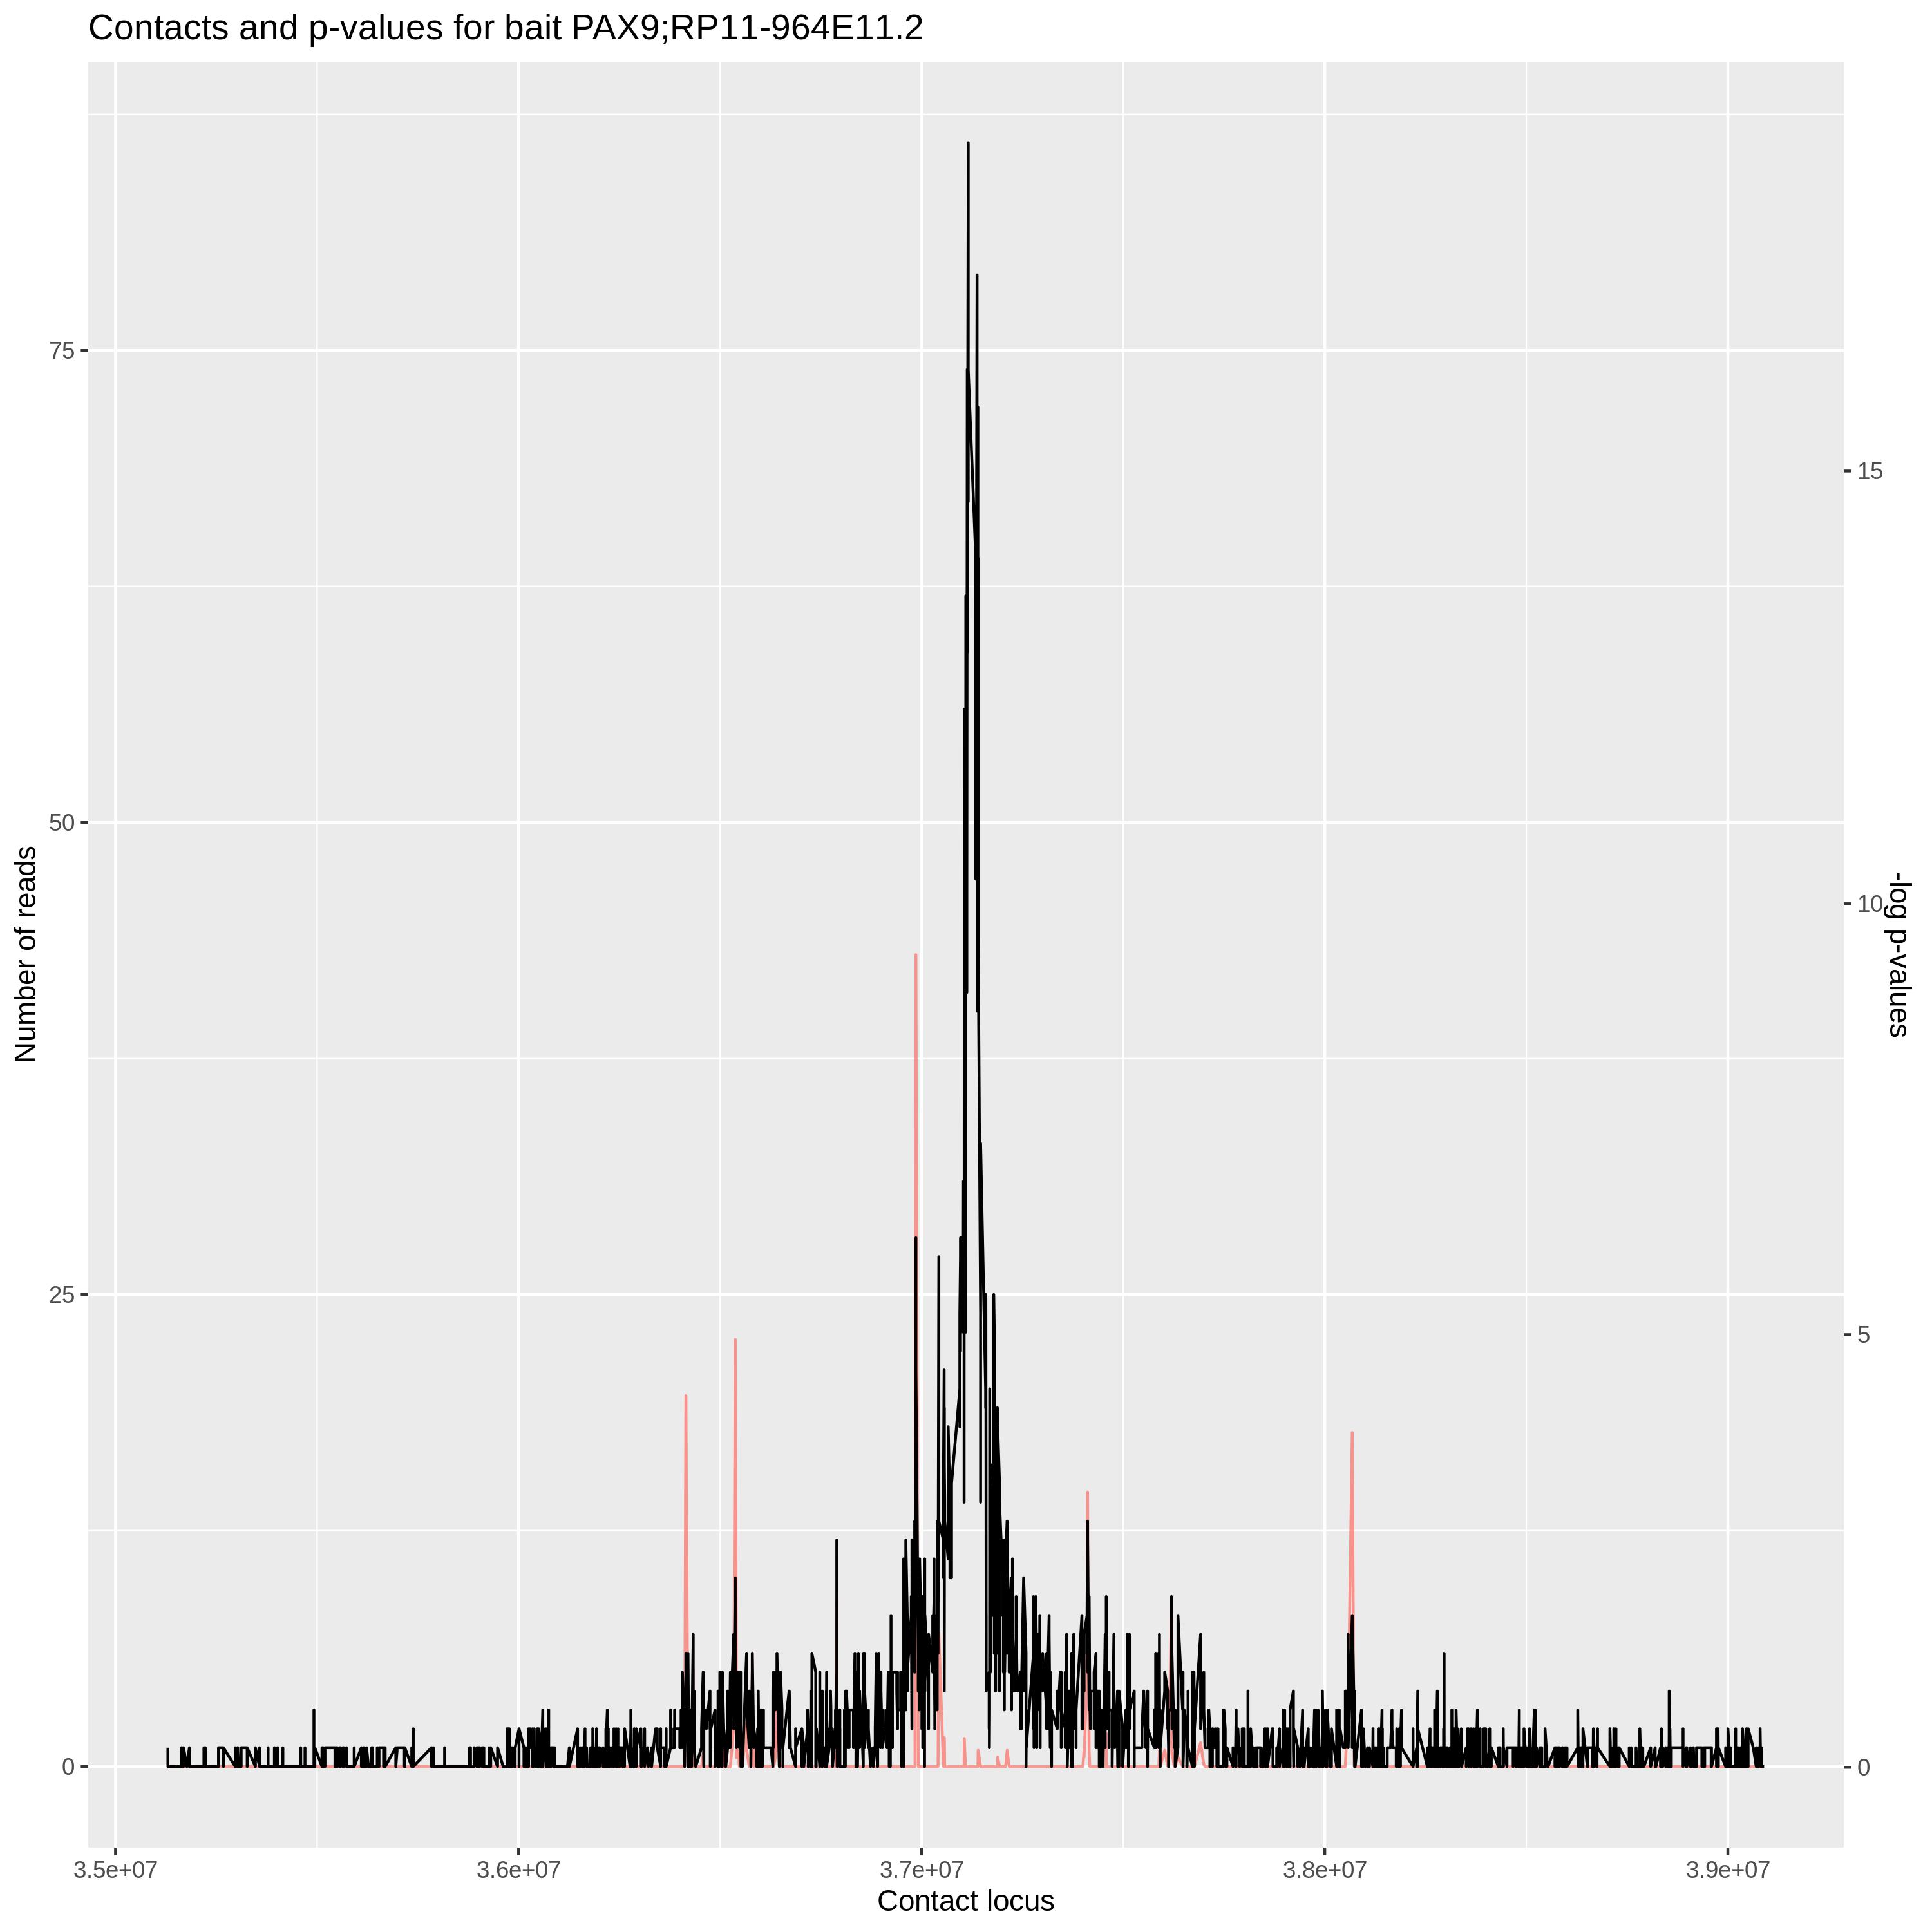 Contacts and p-values for bait PAX9;RP11-964E11.2
75
50
25
0
Number of reads
15
10
5
0
-log p-values
3.5e+07 3.6e+07 3.7e+07 3.8e+07 3.9e+07
Contact locus